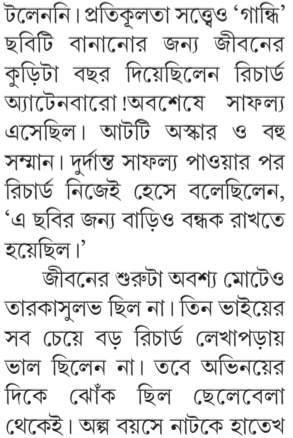 টলেননি। প্রতিকূলতা সত্ত্বেও ‘গান্ধি’
ছবিটি বানানোর জন্য জীবনের
কুড়িটা বছর দিয়েছিলেন রিচার্ড
অ্যাটেনবারো!অবশেষে সাফল্য
এসেছিল। আটটি অস্কার ও বহু
সম্মান। দুর্দান্ত সাফল্য পাওয়ার পর
রিচার্ড নিজেই হেসে বলেছিলেন,
‘এ ছবির জন্য বাড়িও বন্ধক রাখতে
হয়েছিল।’
জীবনের শুরুটা অবশ্য মোটেও
তারকাসুলভ ছিল না। তিন ভাইয়ের
সব চেয়ে বড় রিচার্ড লেখাপড়ায়
ভাল ছিলেন না। তবে অভিনয়ের
দিকে ঝোঁক ছিল ছেলেবেলা
থেকেই। অল্প বয়সে নাটকে হাতেখ